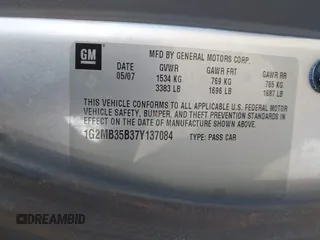 GM
MFD BY GENERAL MOTORS CORP.
DATE GVWR GAWR FRT GAWR RR
05/07 1534 KG 769 KG 765 KG
3383 LB 1696 LB 1687 LB
THIS VEHICLE CONFORMS TO ALL APPLICABLE U.S. FEDERAL MOTOR
VEHICLE SAFETY, BUMPER, AND THEFT PREVENTION STANDARDS IN
EFFECT ON THE DATE OF MANUFACTURE SHOWN ABOVE.
1G2MB35B37Y137084 TYPE: PASS CAR
DREAMBID